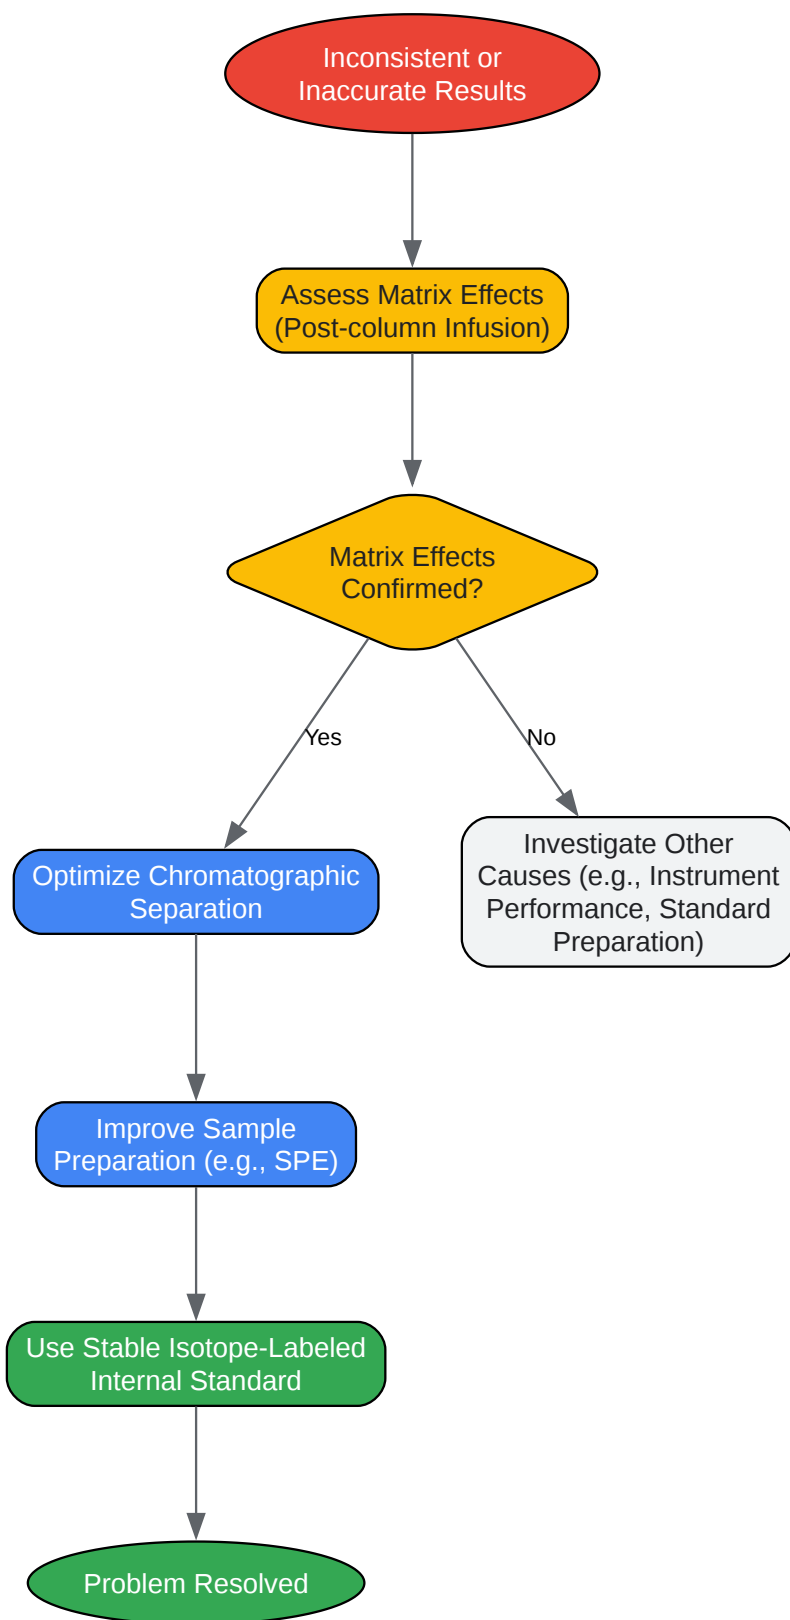 Inconsistent or
Inaccurate Results
Assess Matrix Effects
(Post-column Infusion)
Matrix Effects
Confirmed?
Yes
No
Optimize Chromatographic
Separation
Investigate Other
Causes (e.g., Instrument
Performance, Standard
Preparation)
Improve Sample
Preparation (e.g., SPE)
Use Stable Isotope-Labeled
Internal Standard
Problem Resolved